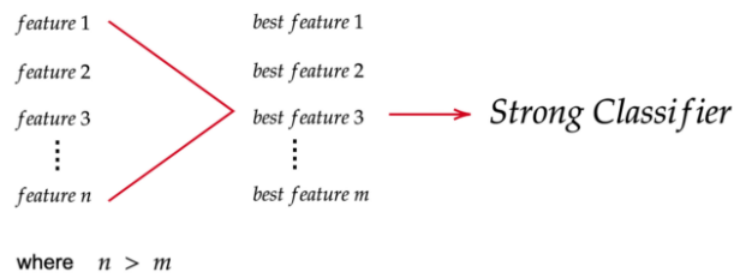 feature 1
feature 2
feature 3
feature n
best feature 1
best feature 2
best feature 3
best feature m
Strong Classifier
where n > m